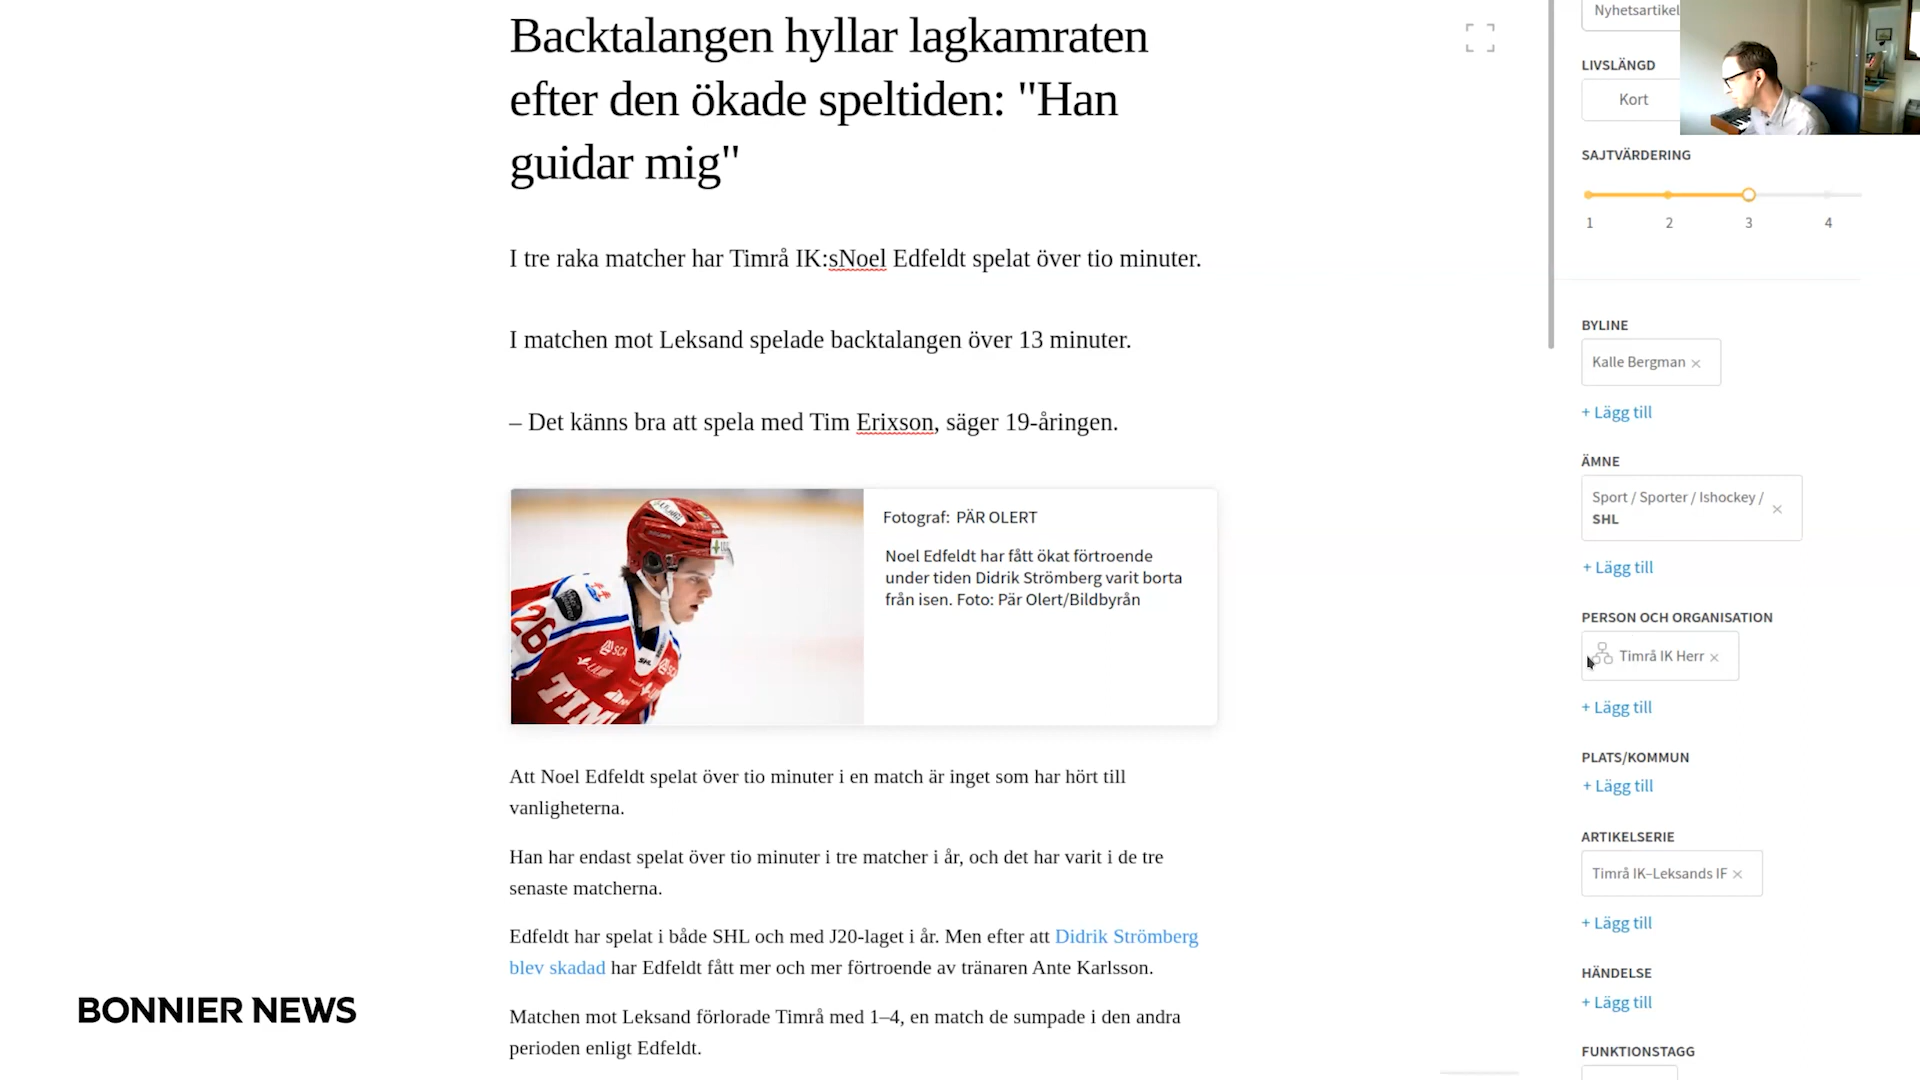 Backtalangen hyllar lagkamraten
efter den ökade speltiden: "Han
guidar mig"
I tre raka matcher har Timrå IK:sNoel Edfeldt spelat över tio minuter.
I matchen mot Leksand spelade backtalangen över 13 minuter.
– Det känns bra att spela med Tim Erixson, säger 19-åringen.
Fotograf: PÄR OLERT
Noel Edfeldt har fått ökat förtroende
under tiden Didrik Strömberg varit borta
från isen. Foto: Pär Olert/Bildbyrån
26
SCA
SHL
TIM
Att Noel Edfeldt spelat över tio minuter i en match är inget som har hört till
vanligheterna.
Han har endast spelat över tio minuter i tre matcher i år, och det har varit i de tre
senaste matcherna.
Edfeldt har spelat i både SHL och med J20-laget i år. Men efter att Didrik Strömberg
blev skadad har Edfeldt fått mer och mer förtroende av tränaren Ante Karlsson.
Matchen mot Leksand förlorade Timrå med 1–4, en match de sumpade i den andra
perioden enligt Edfeldt.
BONNIER NEWS
Nyhetsartikel
LIVSLÄNGD
Kort
SAJTVÄRDERING
1 2 3 4
BYLINE
Kalle Bergman ×
+ Lägg till
ÄMNE
Sport / Sporter / Ishockey /
SHL ×
+ Lägg till
PERSON OCH ORGANISATION
Timrå IK Herr ×
+ Lägg till
PLATS/KOMMUN
+ Lägg till
ARTIKELSERIE
Timrå IK–Leksands IF ×
+ Lägg till
HÄNDELSE
+ Lägg till
FUNKTIONSTAGG